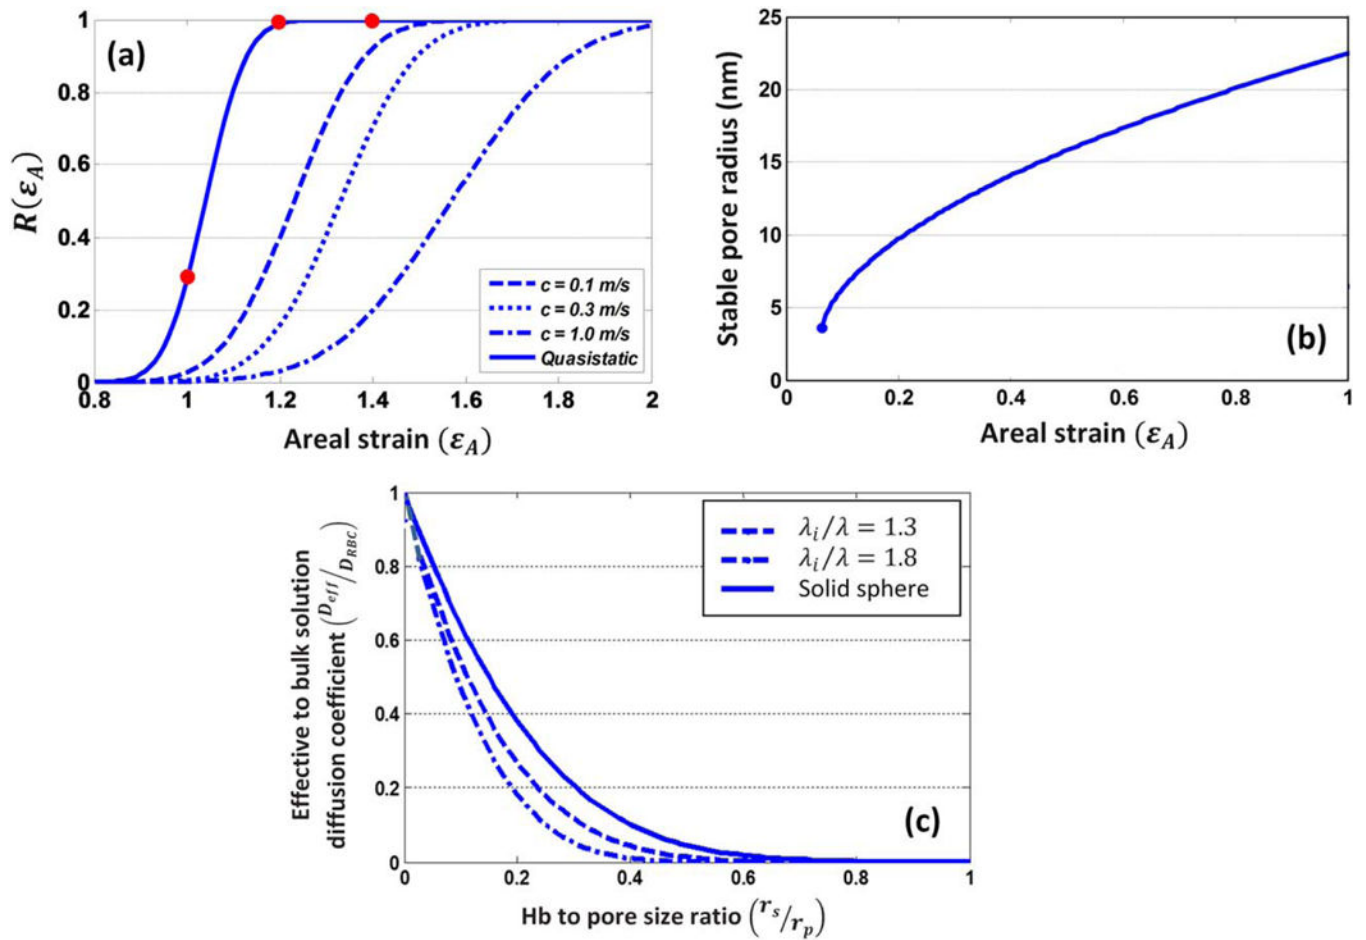 (a)
1
0.8
0.6
0.4
0.2
0
R(ε_A)
c = 0.1 m/s
c = 0.3 m/s
c = 1.0 m/s
Quasistatic
0.8 1 1.2 1.4 1.6 1.8 2
Areal strain (ε_A)
25
20
15
10
5
0
Stable pore radius (nm)
(b)
0 0.2 0.4 0.6 0.8 1
Areal strain (ε_A)
1
0.8
0.6
0.4
0.2
0
Effective to bulk solution
diffusion coefficient (D_eff/D_RBC)
λ_i/λ = 1.3
λ_i/λ = 1.8
Solid sphere
(c)
0 0.2 0.4 0.6 0.8 1
Hb to pore size ratio (r_s/r_p)